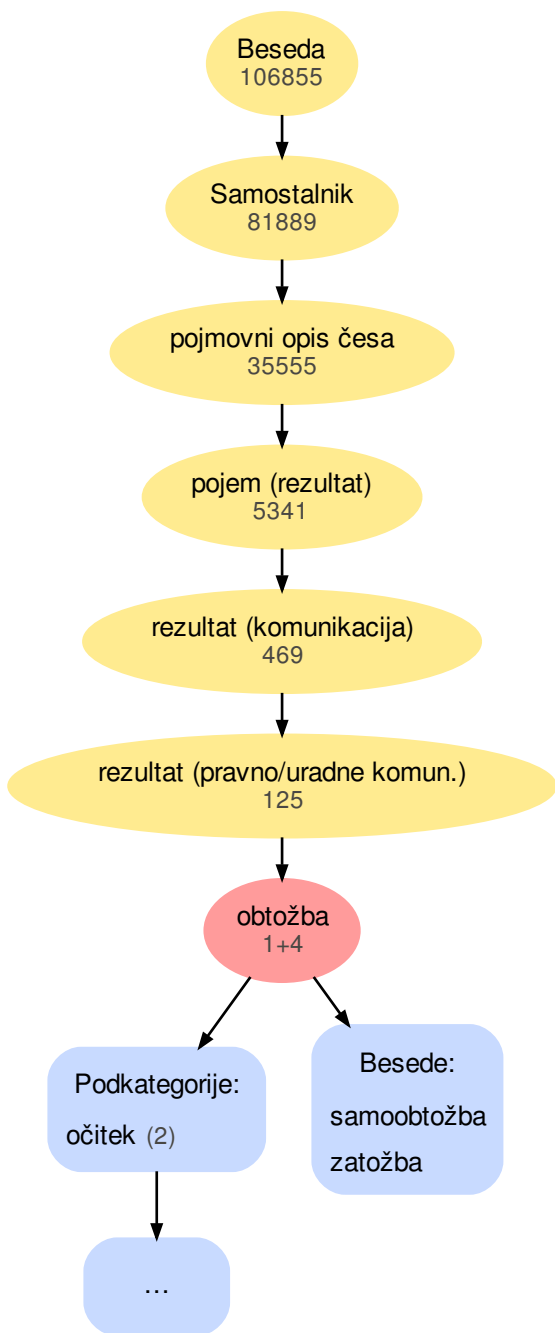 Beseda
106855
Samostalnik
81889
pojmovni opis česa
35555
pojem (rezultat)
5341
rezultat (komunikacija)
469
rezultat (pravno/uradne komun.)
125
obtožba
1+4
Podkategorije:
očitek (2)
Besede:
samoobtožba
zatožba
...